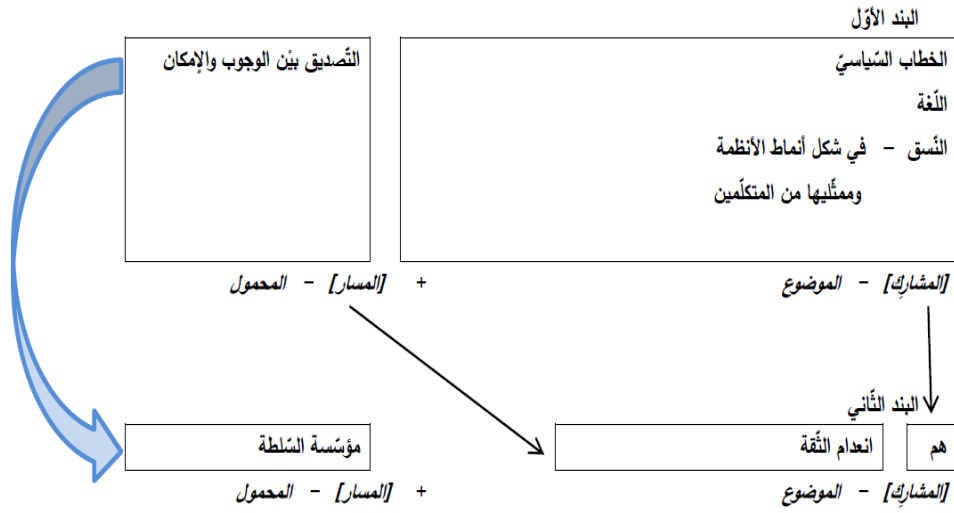 البند الأوّل
الخطاب السّياسيّ
اللّغة
النّسق – في شكل أنماط الأنظمة
وممثّليها من المتكلّمين
التّصديق بيْن الوجوب والإمكان
[المشارِك] – الموضوع + [المسار] – المحمول
البند الثّاني
هم
انعدام الثّقة
مؤسّسة السّلطة
[المشارِك] – الموضوع + [المسار] – المحمول